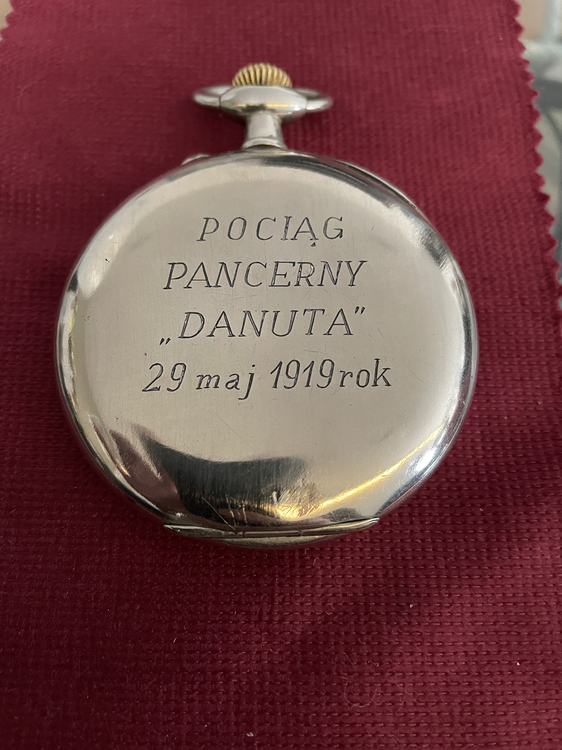 POCIĄG
PANCERNY
„DANUTA”
29 maj 1919 rok